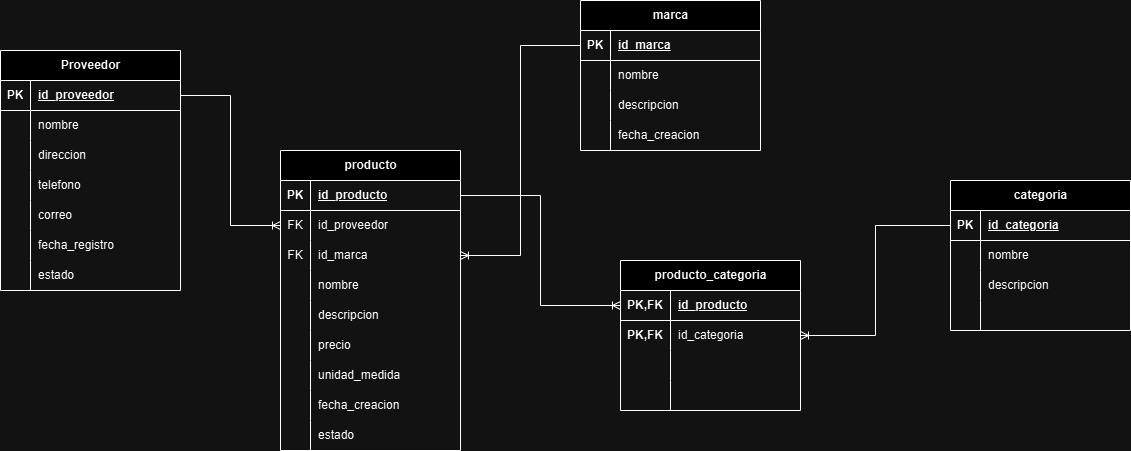 Proveedor
PK id_proveedor
nombre
direccion
telefono
correo
fecha_registro
estado
producto
PK id_producto
FK id_proveedor
FK id_marca
nombre
descripcion
precio
unidad_medida
fecha_creacion
estado
marca
PK id_marca
nombre
descripcion
fecha_creacion
producto_categoria
PK,FK id_producto
PK,FK id_categoria
categoria
PK id_categoria
nombre
descripcion